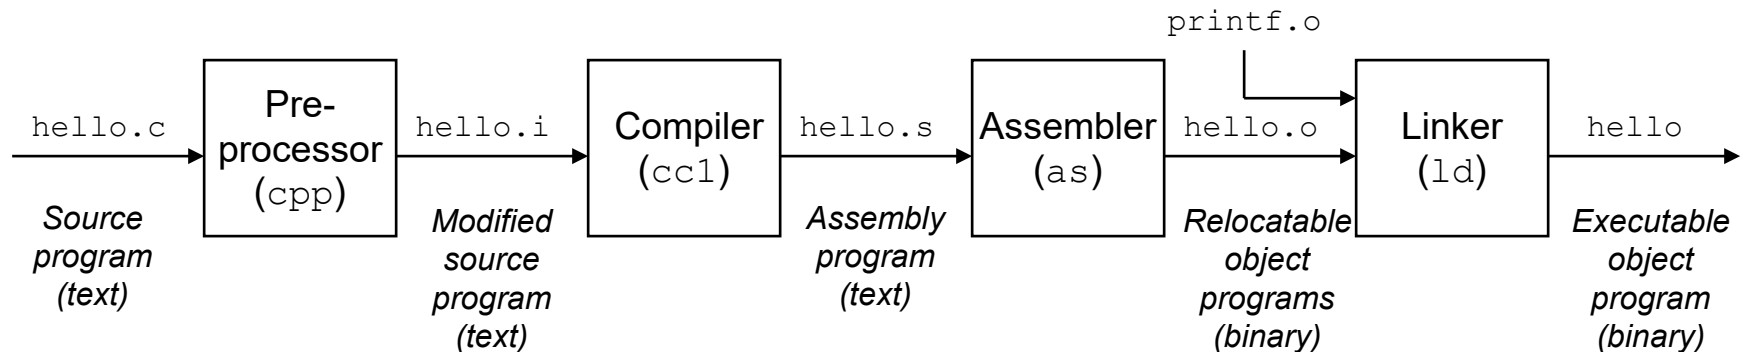 printf.o
hello.c
Pre-
processor
(cpp)
hello.i
Compiler
(cc1)
hello.s
Assembler
(as)
hello.o
Linker
(ld)
hello
Source
program
(text)
Modified
source
program
(text)
Assembly
program
(text)
Relocatable
object
programs
(binary)
Executable
object
program
(binary)